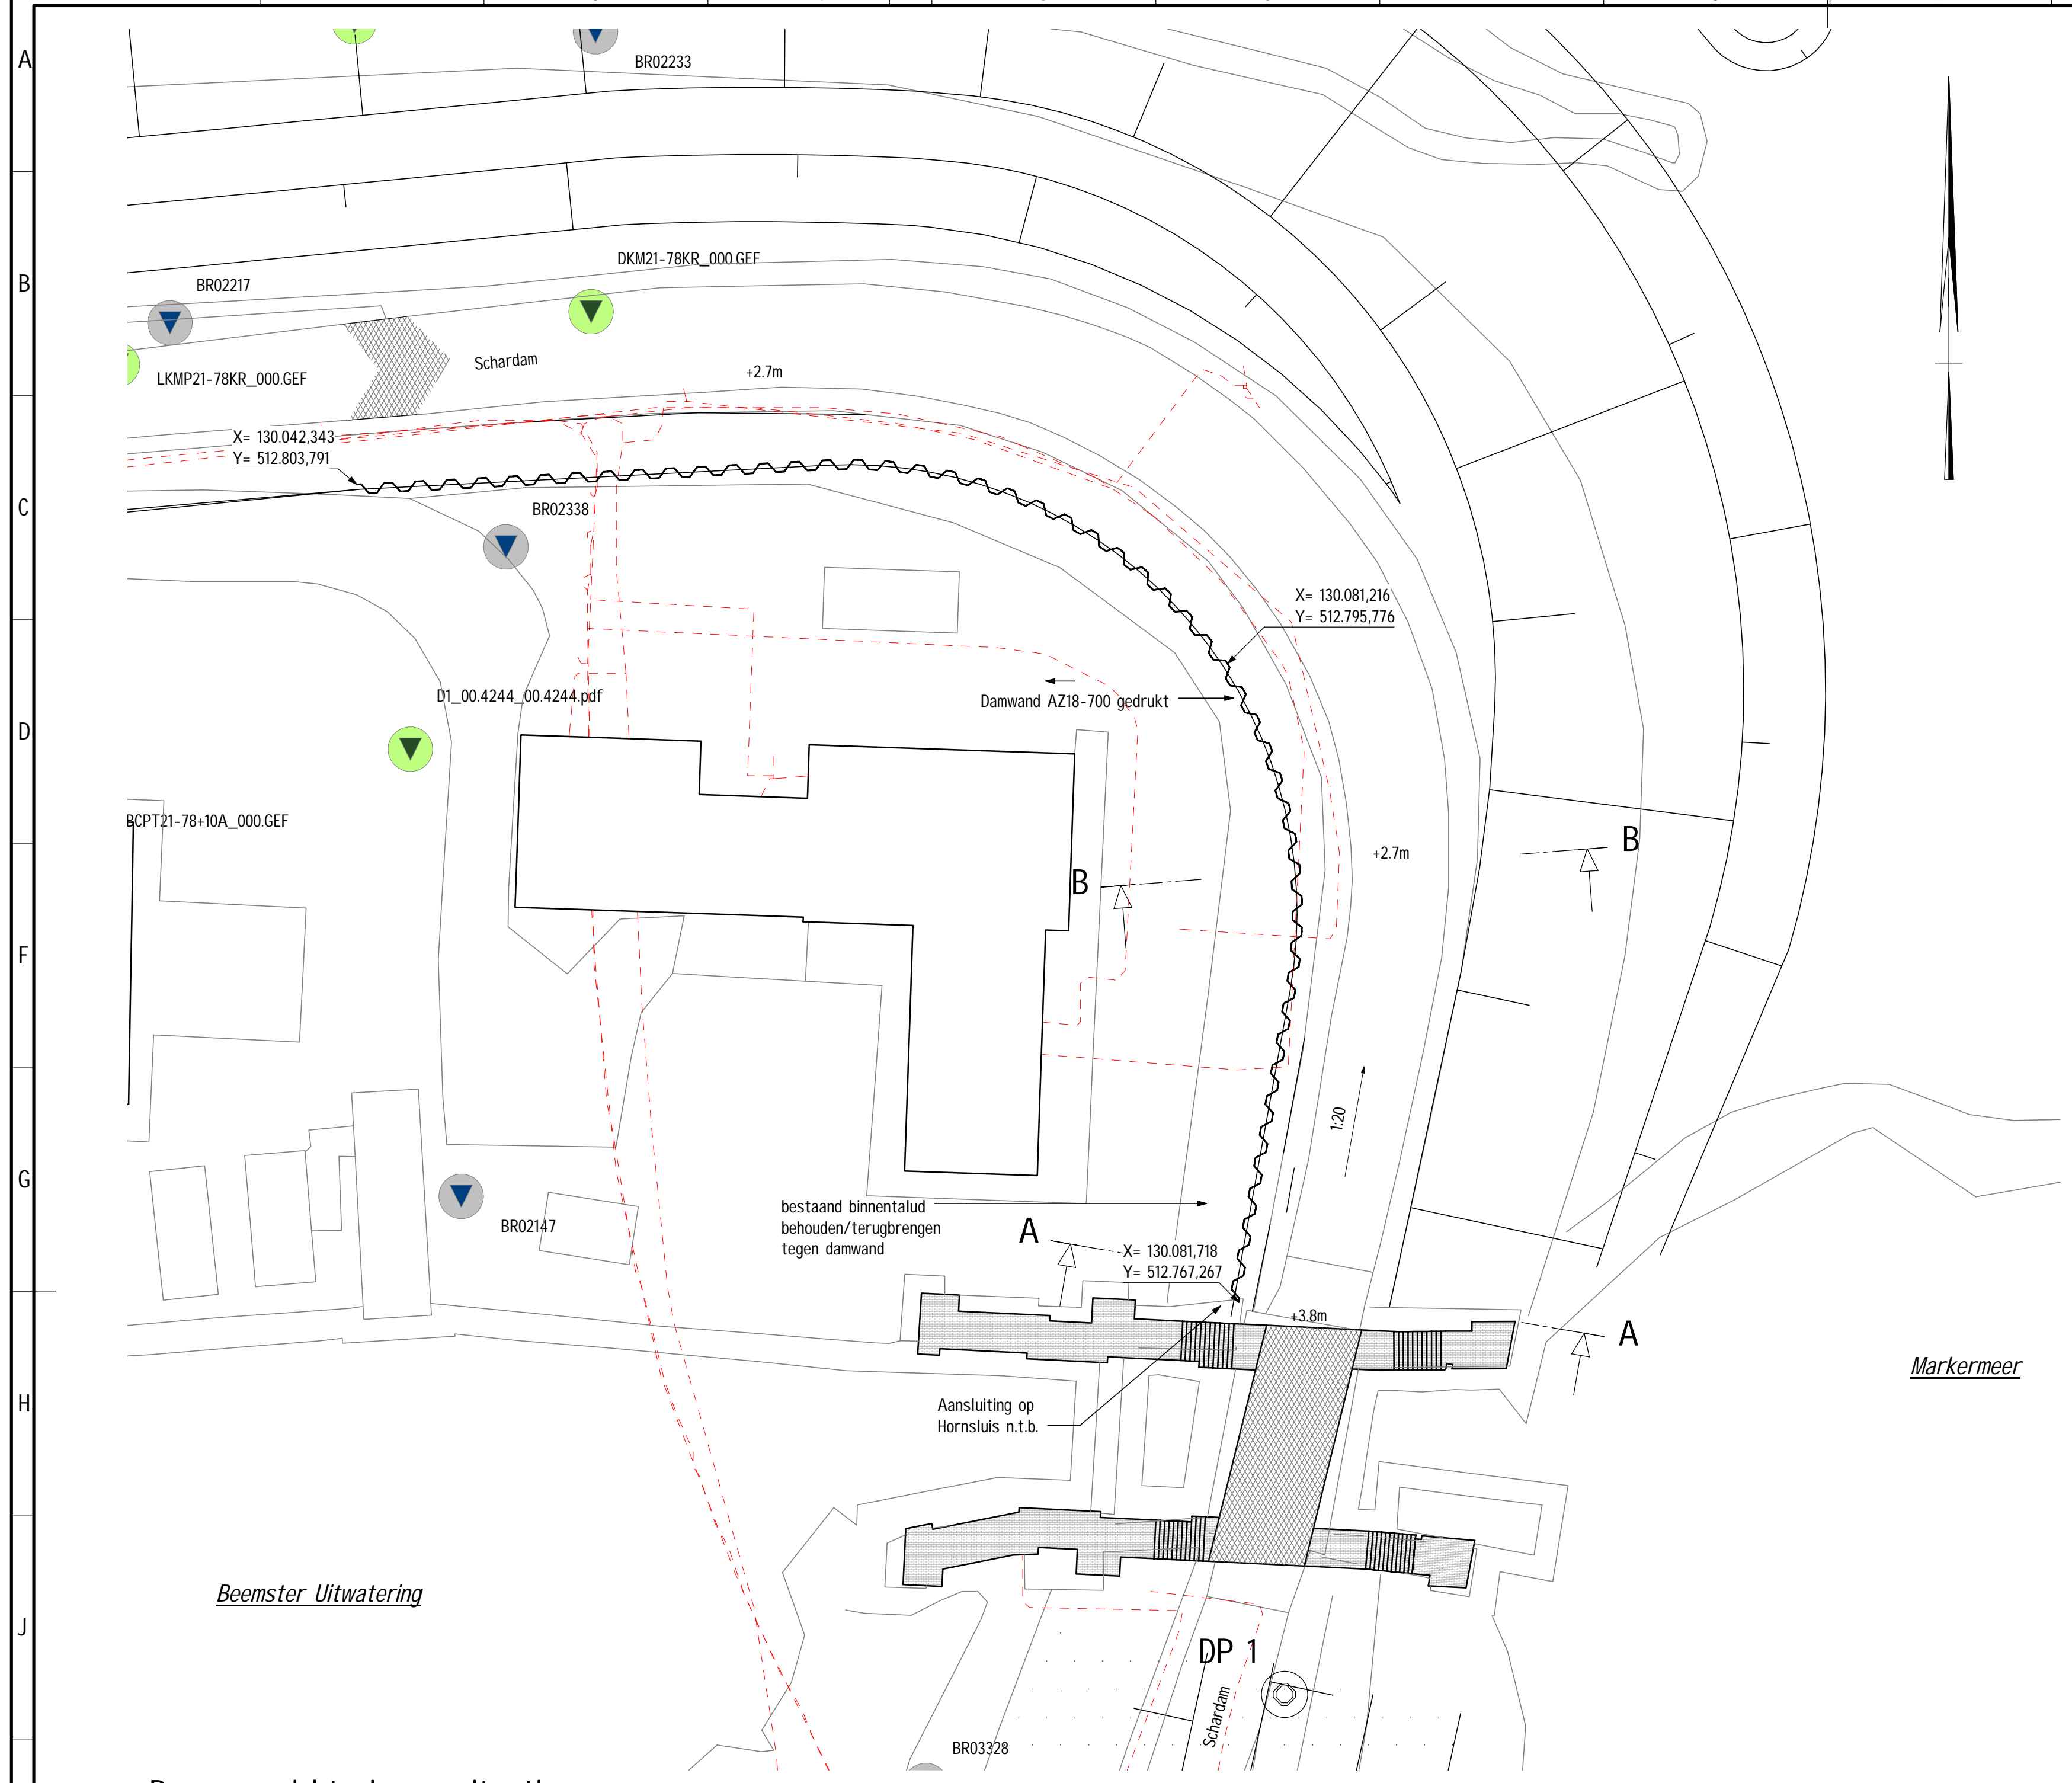 A
BR02233
B
DKM21-78KR_000.GEF
BR02217
Schardam
LKMP21-78KR_000.GEF
+2.7m
X= 130.042,343
Y= 512.803,791
C
BR02338
X= 130.081,216
Y= 512.795,776
D1_00.4244_00.4244.pdf
Damwand AZ18-700 gedrukt
D
BCPT21-78+10A_000.GEF
B
+2.7m
B
F
1:20
G
bestaand binnentalud
behouden/terugbrengen
tegen damwand
BR02147
A
X= 130.081,718
Y= 512.767,267
+3.8m
A
Markermeer
H
Aansluiting op
Hornsluis n.t.b.
Beemster Uitwatering
J
DP 1
Schardam
BR03328